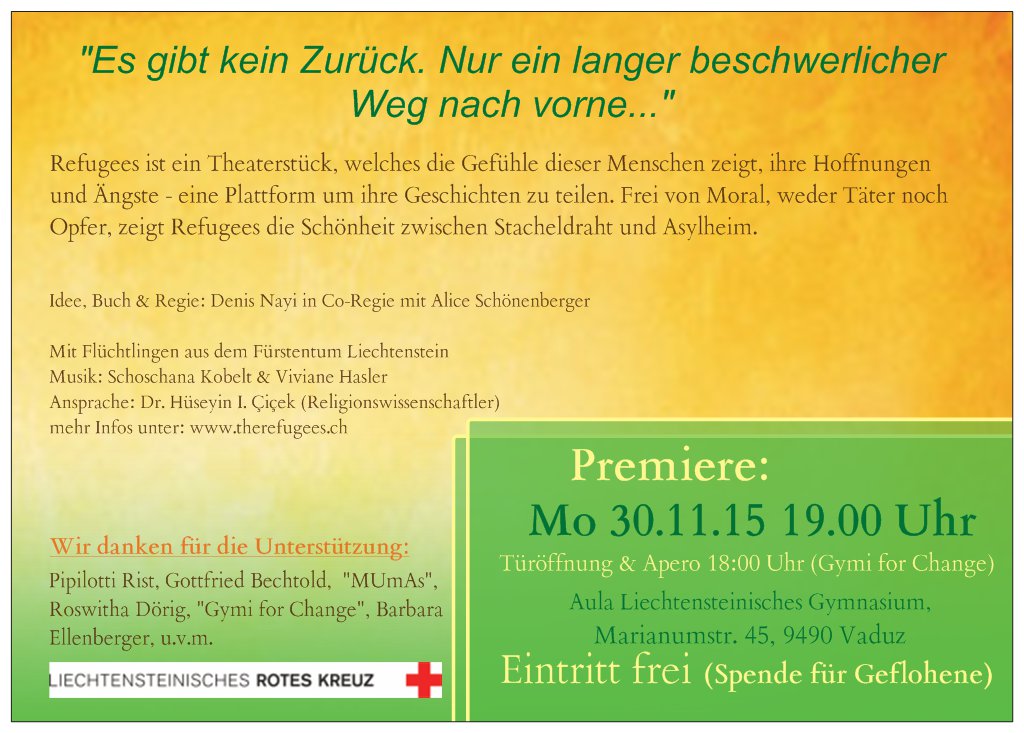 "Es gibt kein Zurück. Nur ein langer beschwerlicher
Weg nach vorne..."
Refugees ist ein Theaterstück, welches die Gefühle dieser Menschen zeigt, ihre Hoffnungen
und Ängste - eine Plattform um ihre Geschichten zu teilen. Frei von Moral, weder Täter noch
Opfer, zeigt Refugees die Schönheit zwischen Stacheldraht und Asylheim.
Idee, Buch & Regie: Denis Nayi in Co-Regie mit Alice Schönenberger
Mit Flüchtlingen aus dem Fürstentum Liechtenstein
Musik: Schoschana Kobelt & Viviane Hasler
Ansprache: Dr. Hüseyin I. Çiçek (Religionswissenschaftler)
mehr Infos unter: www.therefugees.ch
Wir danken für die Unterstützung:
Pipilotti Rist, Gottfried Bechtold, "MUmAs",
Roswitha Dörig, "Gymi for Change", Barbara
Ellenberger, u.v.m.
LIECHTENSTEINISCHES ROTES KREUZ
Premiere:
Mo 30.11.15 19.00 Uhr
Türöffnung & Apero 18:00 Uhr (Gymi for Change)
Aula Liechtensteinisches Gymnasium,
Marianumstr. 45, 9490 Vaduz
Eintritt frei (Spende für Geflohene)